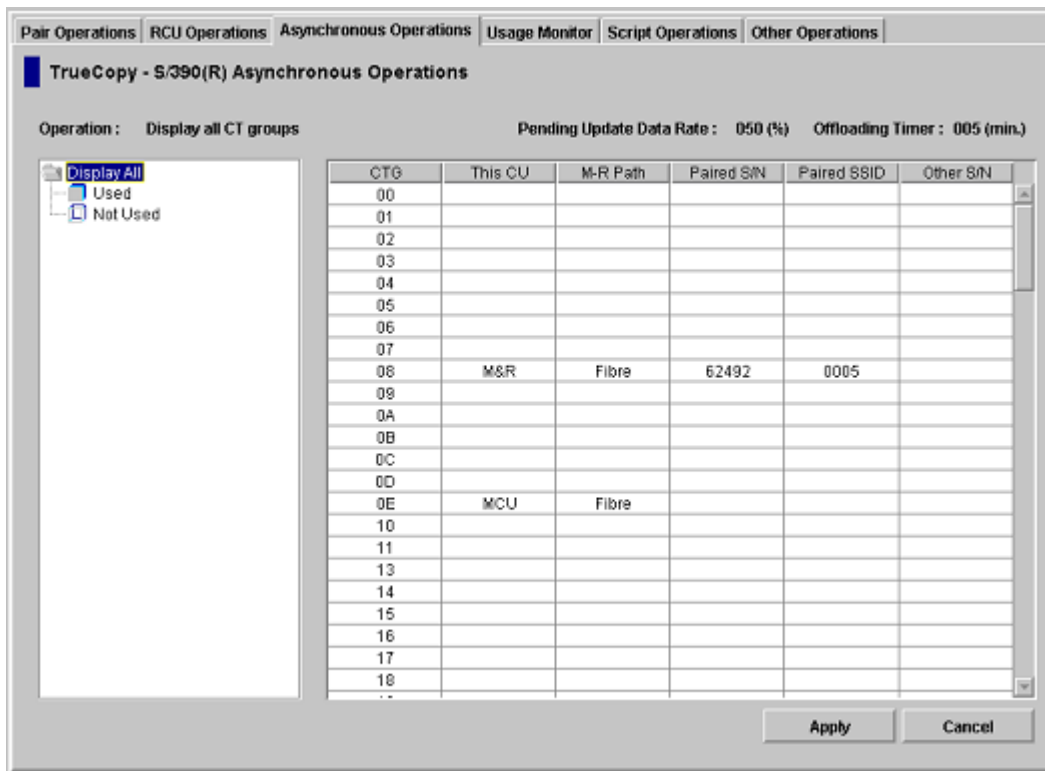 Pair Operations RCU Operations Asynchronous Operations Usage Monitor Script Operations Other Operations
TrueCopy - S/390(R) Asynchronous Operations
Operation : Display all CT groups Pending Update Data Rate : 050 (%) Offloading Timer : 005 (min.)
Display All
Used
Not Used
CTG This CU M-R Path Paired S/N Paired SSID Other S/N
00
01
02
03
04
05
06
07
08 M&R Fibre 62492 0005
09
0A
0B
0C
0D
0E MCU Fibre
10
11
13
14
15
16
17
18
Apply Cancel